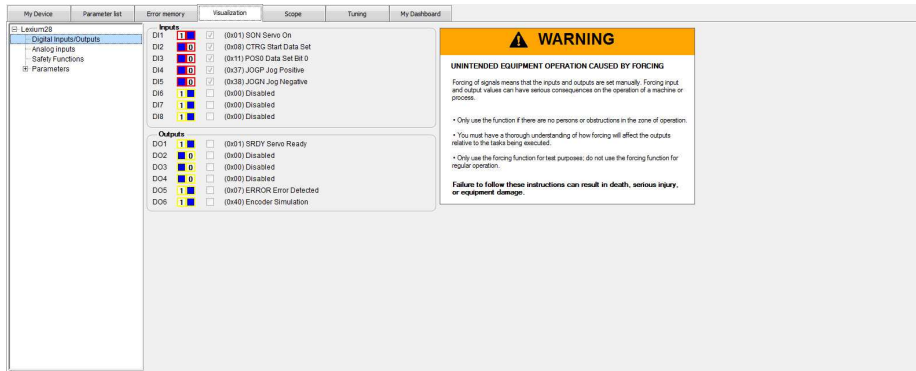 My Device Parameter list Error memory Visualization Scope Tuning My Dashboard
Lexium28
Digital Inputs/Outputs
Analog inputs
Safety Functions
Parameters
Inputs
DI1 1 (0x01) SON Servo On
DI2 0 (0x08) CTRG Start Data Set
DI3 0 (0x11) POS0 Data Set Bit 0
DI4 0 (0x37) JOGP Jog Positive
DI5 0 (0x38) JOGN Jog Negative
DI6 1 (0x00) Disabled
DI7 1 (0x00) Disabled
DI8 1 (0x00) Disabled
Outputs
DO1 1 (0x01) SRDY Servo Ready
DO2 0 (0x00) Disabled
DO3 0 (0x00) Disabled
DO4 0 (0x00) Disabled
DO5 1 (0x07) ERROR Error Detected
DO6 1 (0x40) Encoder Simulation
WARNING
UNINTENDED EQUIPMENT OPERATION CAUSED BY FORCING
Forcing of signals means that the inputs and outputs are set manually. Forcing input
and output values can have serious consequences on the operation of a machine or
process.
• Only use the function if there are no persons or obstructions in the zone of operation.
• You must have a thorough understanding of how forcing will affect the outputs
relative to the tasks being executed.
• Only use the forcing function for test purposes; do not use the forcing function for
regular operation.
Failure to follow these instructions can result in death, serious injury,
or equipment damage.